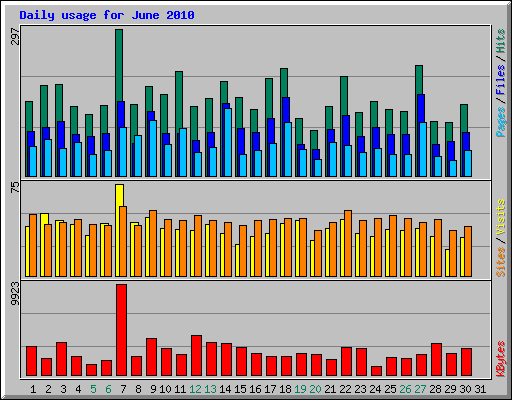 Daily usage for June 2010
297
Pages / Files / Hits
75
Sites / Visits
9923
KBytes
1 2 3 4 5 6 7 8 9 10 11 12 13 14 15 16 17 18 19 20 21 22 23 24 25 26 27 28 29 30 31